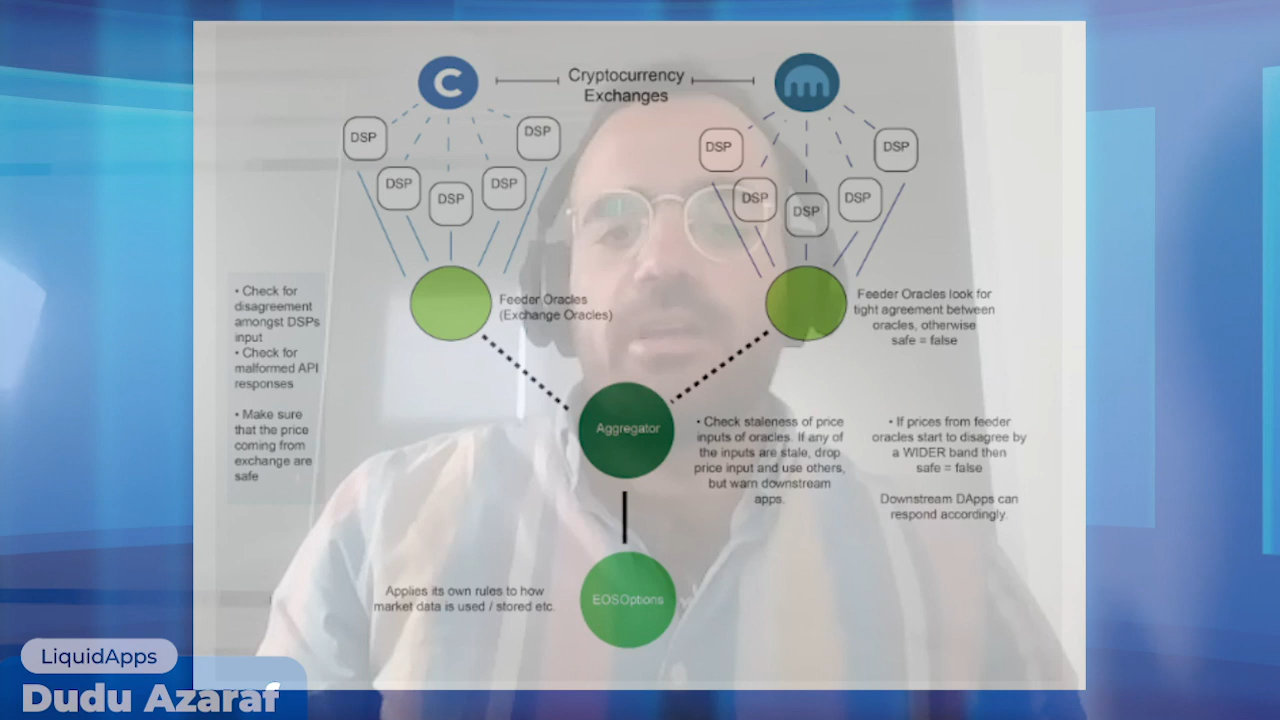 Cryptocurrency
Exchanges
DSP
DSP
DSP
DSP
DSP
DSP
DSP
DSP
DSP
DSP
Feeder Oracles
(Exchange Oracles)
Feeder Oracles look for
tight agreement between
oracles, otherwise
safe = false
• Check for
disagreement
amongst DSPs
input
• Check for
malformed API
responses
• Make sure
that the price
coming from
exchange are
safe
Aggregator
• Check staleness of price
inputs of oracles. If any of
the inputs are stale, drop
price input and use others,
but warn downstream
apps.
• If prices from feeder
oracles start to disagree by
a WIDER band then
safe = false
Downstream DApps can
respond accordingly.
Applies its own rules to how
market data is used / stored etc.
EOSOptions
LiquidApps
Dudu Azaraf